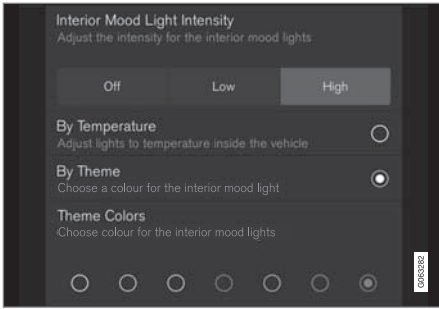 Interior Mood Light Intensity
Adjust the intensity for the interior mood lights
Off Low High
By Temperature
Adjust lights to temperature inside the vehicle
By Theme
Choose a colour for the interior mood light
Theme Colors
Choose colour for the interior mood lights
G063282